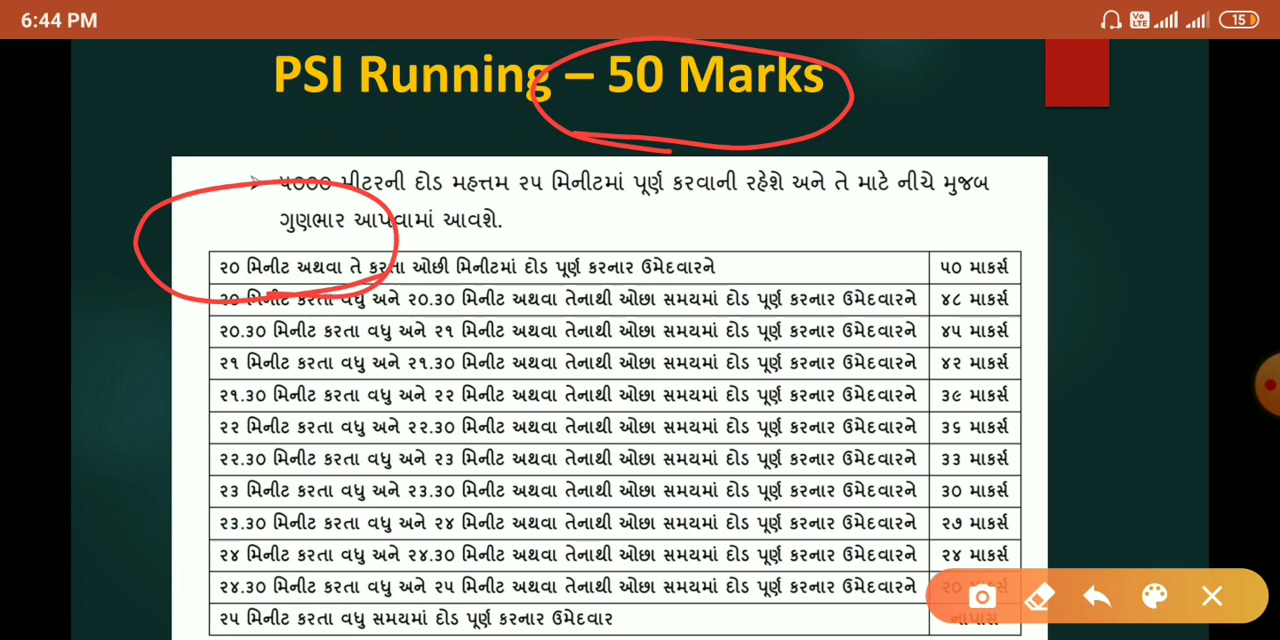 6:44 PM
Vo LTE
15
PSI Running – 50 Marks
➢ ૫૦૦૦ મીટરની દોડ મહત્તમ ૨૫ મિનીટમાં પૂર્ણ કરવાની રહેશે અને તે માટે નીચે મુજબ
ગુણભાર આપવામાં આવશે.
૨૦ મિનીટ અથવા તે કરતા ઓછી મિનીટમાં દોડ પૂર્ણ કરનાર ઉમેદવારને ૫૦ માર્કસ
૨૦ મિનીટ કરતા વધુ અને ૨૦.૩૦ મિનીટ અથવા તેનાથી ઓછા સમયમાં દોડ પૂર્ણ કરનાર ઉમેદવારને ૪૮ માર્કસ
૨૦.૩૦ મિનીટ કરતા વધુ અને ૨૧ મિનીટ અથવા તેનાથી ઓછા સમયમાં દોડ પૂર્ણ કરનાર ઉમેદવારને ૪૫ માર્કસ
૨૧ મિનીટ કરતા વધુ અને ૨૧.૩૦ મિનીટ અથવા તેનાથી ઓછા સમયમાં દોડ પૂર્ણ કરનાર ઉમેદવારને ૪૨ માર્કસ
૨૧.૩૦ મિનીટ કરતા વધુ અને ૨૨ મિનીટ અથવા તેનાથી ઓછા સમયમાં દોડ પૂર્ણ કરનાર ઉમેદવારને ૩૯ માર્કસ
૨૨ મિનીટ કરતા વધુ અને ૨૨.૩૦ મિનીટ અથવા તેનાથી ઓછા સમયમાં દોડ પૂર્ણ કરનાર ઉમેદવારને ૩૬ માર્કસ
૨૨.૩૦ મિનીટ કરતા વધુ અને ૨૩ મિનીટ અથવા તેનાથી ઓછા સમયમાં દોડ પૂર્ણ કરનાર ઉમેદવારને ૩૩ માર્કસ
૨૩ મિનીટ કરતા વધુ અને ૨૩.૩૦ મિનીટ અથવા તેનાથી ઓછા સમયમાં દોડ પૂર્ણ કરનાર ઉમેદવારને ૩૦ માર્કસ
૨૩.૩૦ મિનીટ કરતા વધુ અને ૨૪ મિનીટ અથવા તેનાથી ઓછા સમયમાં દોડ પૂર્ણ કરનાર ઉમેદવારને ૨૭ માર્કસ
૨૪ મિનીટ કરતા વધુ અને ૨૪.૩૦ મિનીટ અથવા તેનાથી ઓછા સમયમાં દોડ પૂર્ણ કરનાર ઉમેદવારને ૨૪ માર્કસ
૨૪.૩૦ મિનીટ કરતા વધુ અને ૨૫ મિનીટ અથવા તેનાથી ઓછા સમયમાં દોડ પૂર્ણ કરનાર ઉમેદવારને ૨૦ માર્કસ
૨૫ મિનીટ કરતા વધુ સમયમાં દોડ પૂર્ણ કરનાર ઉમેદવાર નાપાસ